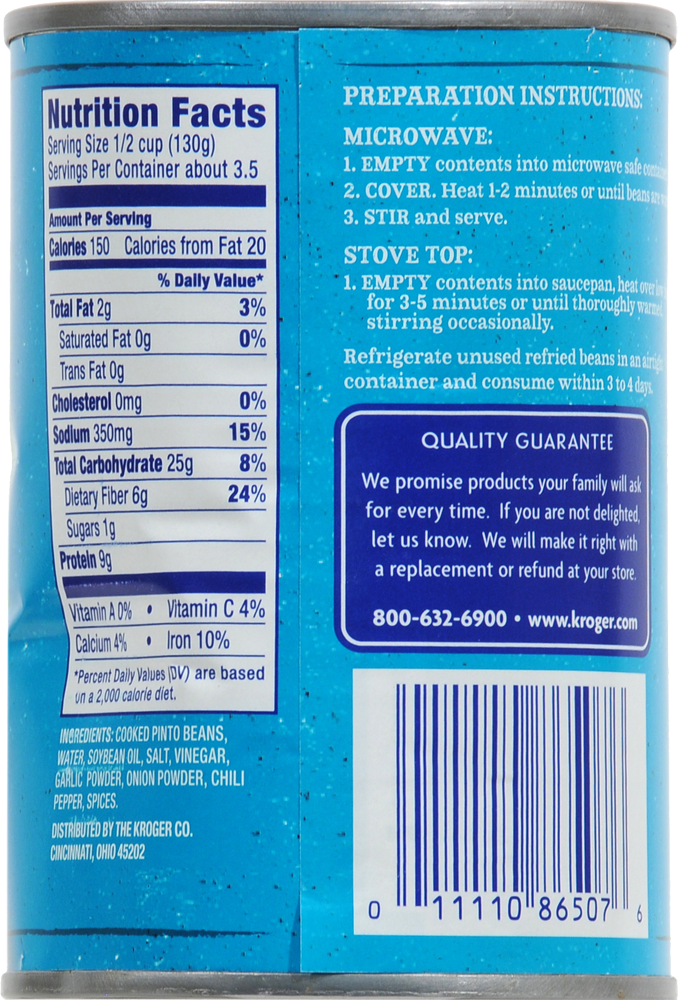 Nutrition Facts
Serving Size 1/2 cup (130g)
Servings Per Container about 3.5
Amount Per Serving
Calories 150 Calories from Fat 20
% Daily Value*
Total Fat 2g 3%
Saturated Fat 0g 0%
Trans Fat 0g
Cholesterol 0mg 0%
Sodium 350mg 15%
Total Carbohydrate 25g 8%
Dietary Fiber 6g 24%
Sugars 1g
Protein 9g
Vitamin A 0% • Vitamin C 4%
Calcium 4% • Iron 10%
*Percent Daily Values (DV) are based
on a 2,000 calorie diet.
INGREDIENTS: COOKED PINTO BEANS,
WATER, SOYBEAN OIL, SALT, VINEGAR,
GARLIC POWDER, ONION POWDER, CHILI
PEPPER, SPICES.
DISTRIBUTED BY THE KROGER CO.
CINCINNATI, OHIO 45202
PREPARATION INSTRUCTIONS:
MICROWAVE:
1. EMPTY contents into microwave safe
2. COVER. Heat 1-2 minutes or until beans are
3. STIR and serve.
STOVE TOP:
1. EMPTY contents into saucepan, heat over
for 3-5 minutes or until thoroughly warmed,
stirring occasionally.
Refrigerate unused refried beans in an
container and consume within 3 to 4 days.
QUALITY GUARANTEE
We promise products your family will ask
for every time. If you are not delighted,
let us know. We will make it right with
a replacement or refund at your store.
800-632-6900 • www.kroger.com
0 11110 86507 6